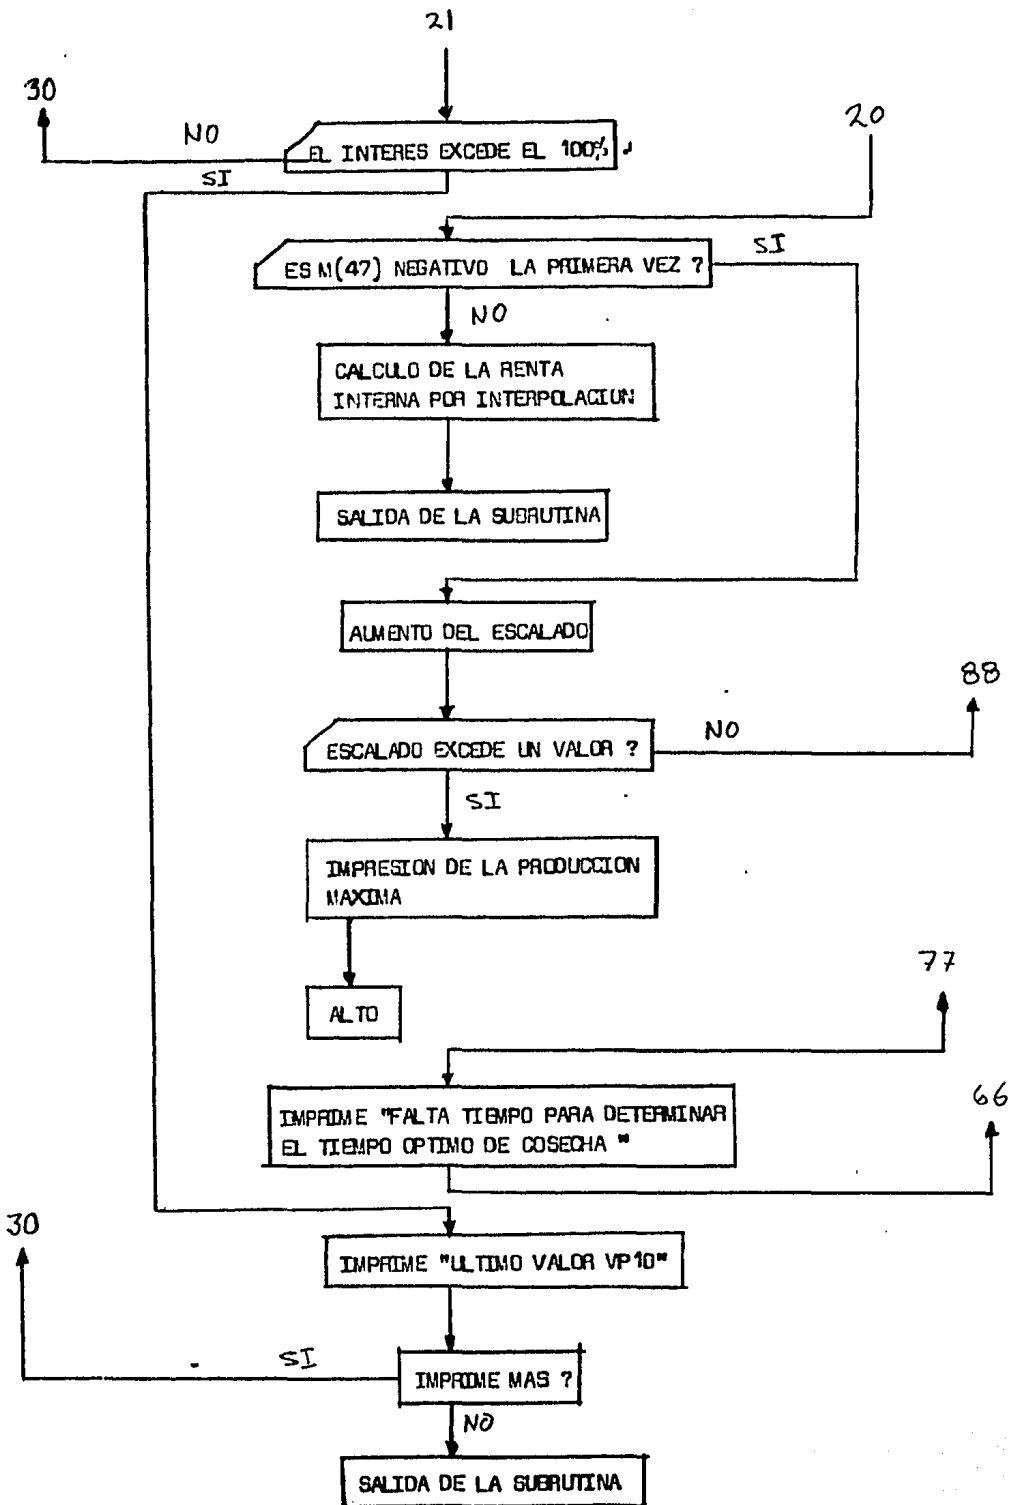 21
30
NO
20
EL INTERES EXCEDE EL 100%
SI
ES M(47) NEGATIVO LA PRIMERA VEZ ?
SI
NO
CALCULO DE LA RENTA
INTERNA POR INTERPOLACION
SALIDA DE LA SUBRUTINA
AUMENTO DEL ESCALADO
88
ESCALADO EXCEDE UN VALOR ?
NO
SI
IMPRESION DE LA PRODUCCION
MAXIMA
77
ALTO
66
IMPRIME "FALTA TIEMPO PARA DETERMINAR
EL TIEMPO OPTIMO DE COSECHA "
30
IMPRIME "ULTIMO VALOR VP10"
SI
IMPRIME MAS ?
NO
SALIDA DE LA SUBRUTINA